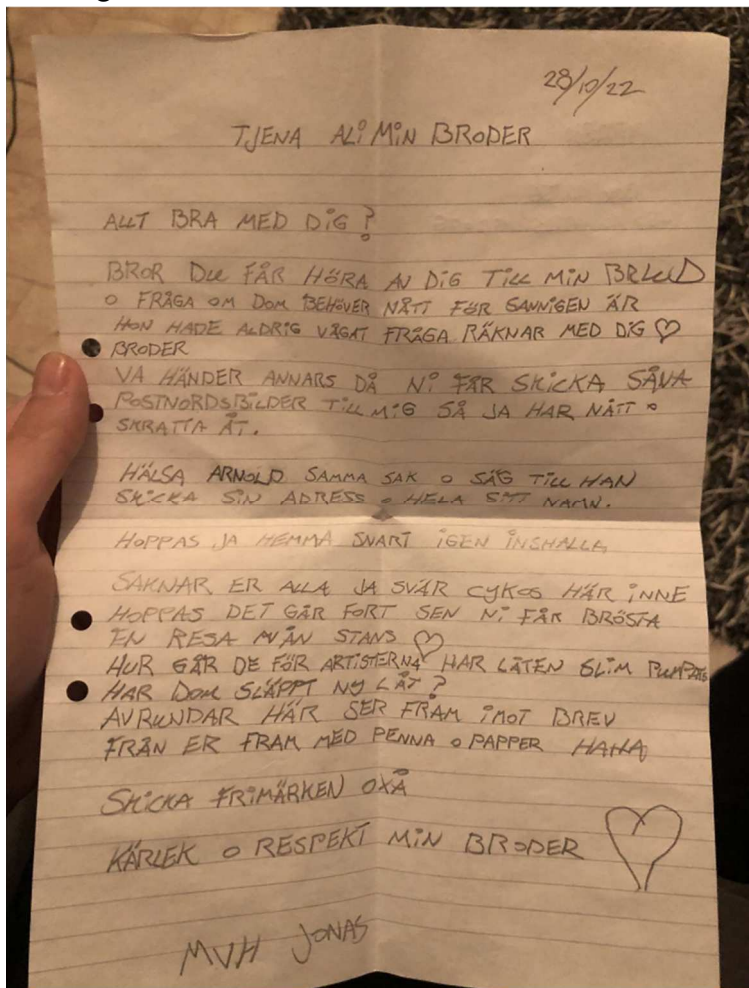 28/10/22
TJENA ALI MIN BRODER
ALLT BRA MED DIG?
BROR DU FÅR HÖRA AV DIG TILL MIN BRUD
O FRÅGA OM DOM BEHÖVER NÅTT FÖR SANNIGEN ÄR
HON HADE ALDRIG VÅGAT FRÅGA RÄKNAR MED DIG ♡
BRODER
VA HÄNDER ANNARS DÅ NI FÅR SKICKA SÅNA
POSTNORDSBILDER TILL MIG SÅ JA HAR NÅTT O
SKRATTA ÅT.
HÄLSA ARNOLD SAMMA SAK O SÄG TILL HAN
SKICKA SIN ADRESS O HELA SITT NAMN.
HOPPAS JA HEMMA SNART IGEN INSHALLA
SAKNAR ER ALLA JA SVÄR CYKOS HÄR INNE
HOPPAS DET GÅR FORT SEN NI FÅR BRÖSTA
EN RESA NÅN STANS ♡
HUR GÅR DE FÖR ARTISTERNA HAR LÅTEN SLIM PUMPATS
HAR DOM SLÄPPT NY LÅT?
AVRUNDAR HÄR SER FRAM IMOT BREV
FRÅN ER FRAM MED PENNA O PAPPER HAHA
SKICKA FRIMÄRKEN OXÅ
KÄRLEK O RESPEKT MIN BRODER ♡
MVH JONAS